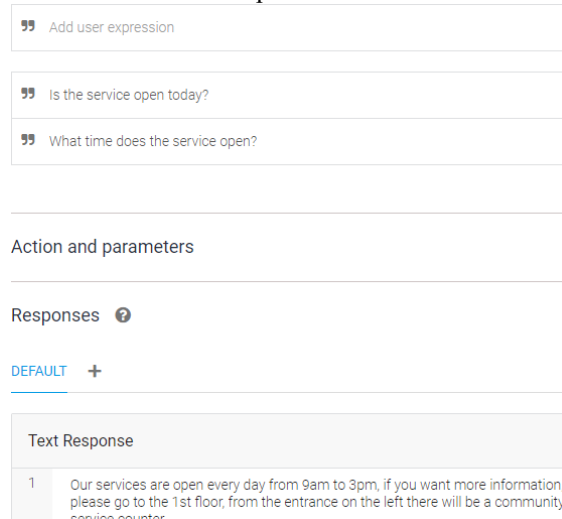 Add user expression
Is the service open today?
What time does the service open?
Action and parameters
Responses
DEFAULT +
Text Response
1 Our services are open every day from 9am to 3pm, if you want more information
please go to the 1st floor, from the entrance on the left there will be a community
service counter